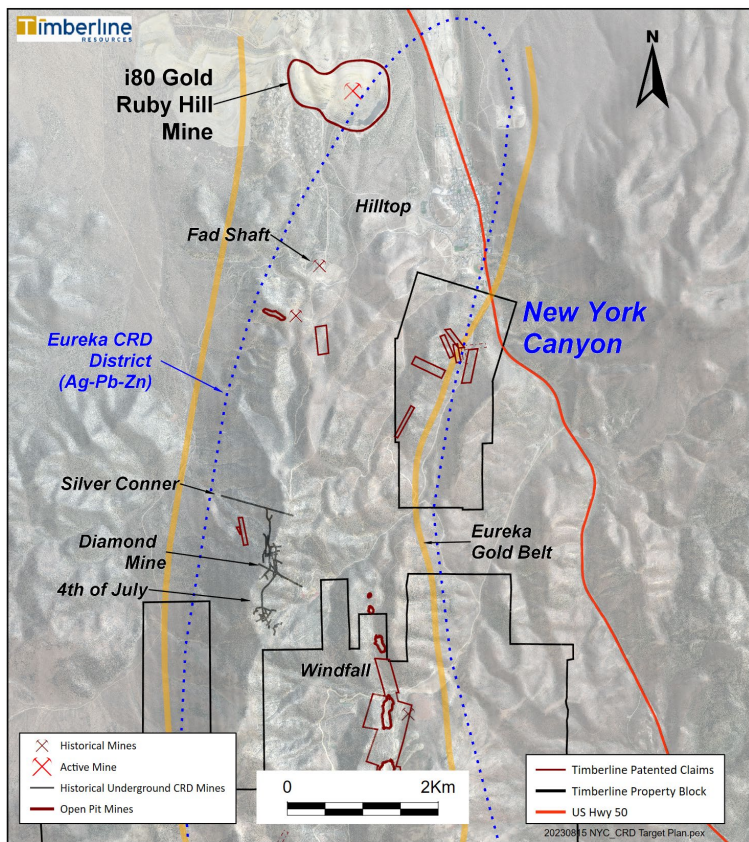 Timberline
RESOURCES
N
i80 Gold
Ruby Hill
Mine
Hilltop
Fad Shaft
New York
Canyon
Eureka CRD
District
(Ag-Pb-Zn)
Silver Conner
Diamond
Mine
Eureka
Gold Belt
4th of July
Windfall
Historical Mines
Active Mine
Historical Underground CRD Mines
Open Pit Mines
0
2Km
Timberline Patented Claims
Timberline Property Block
US Hwy 50
20230815 NYC_CRD Target Plan.pex